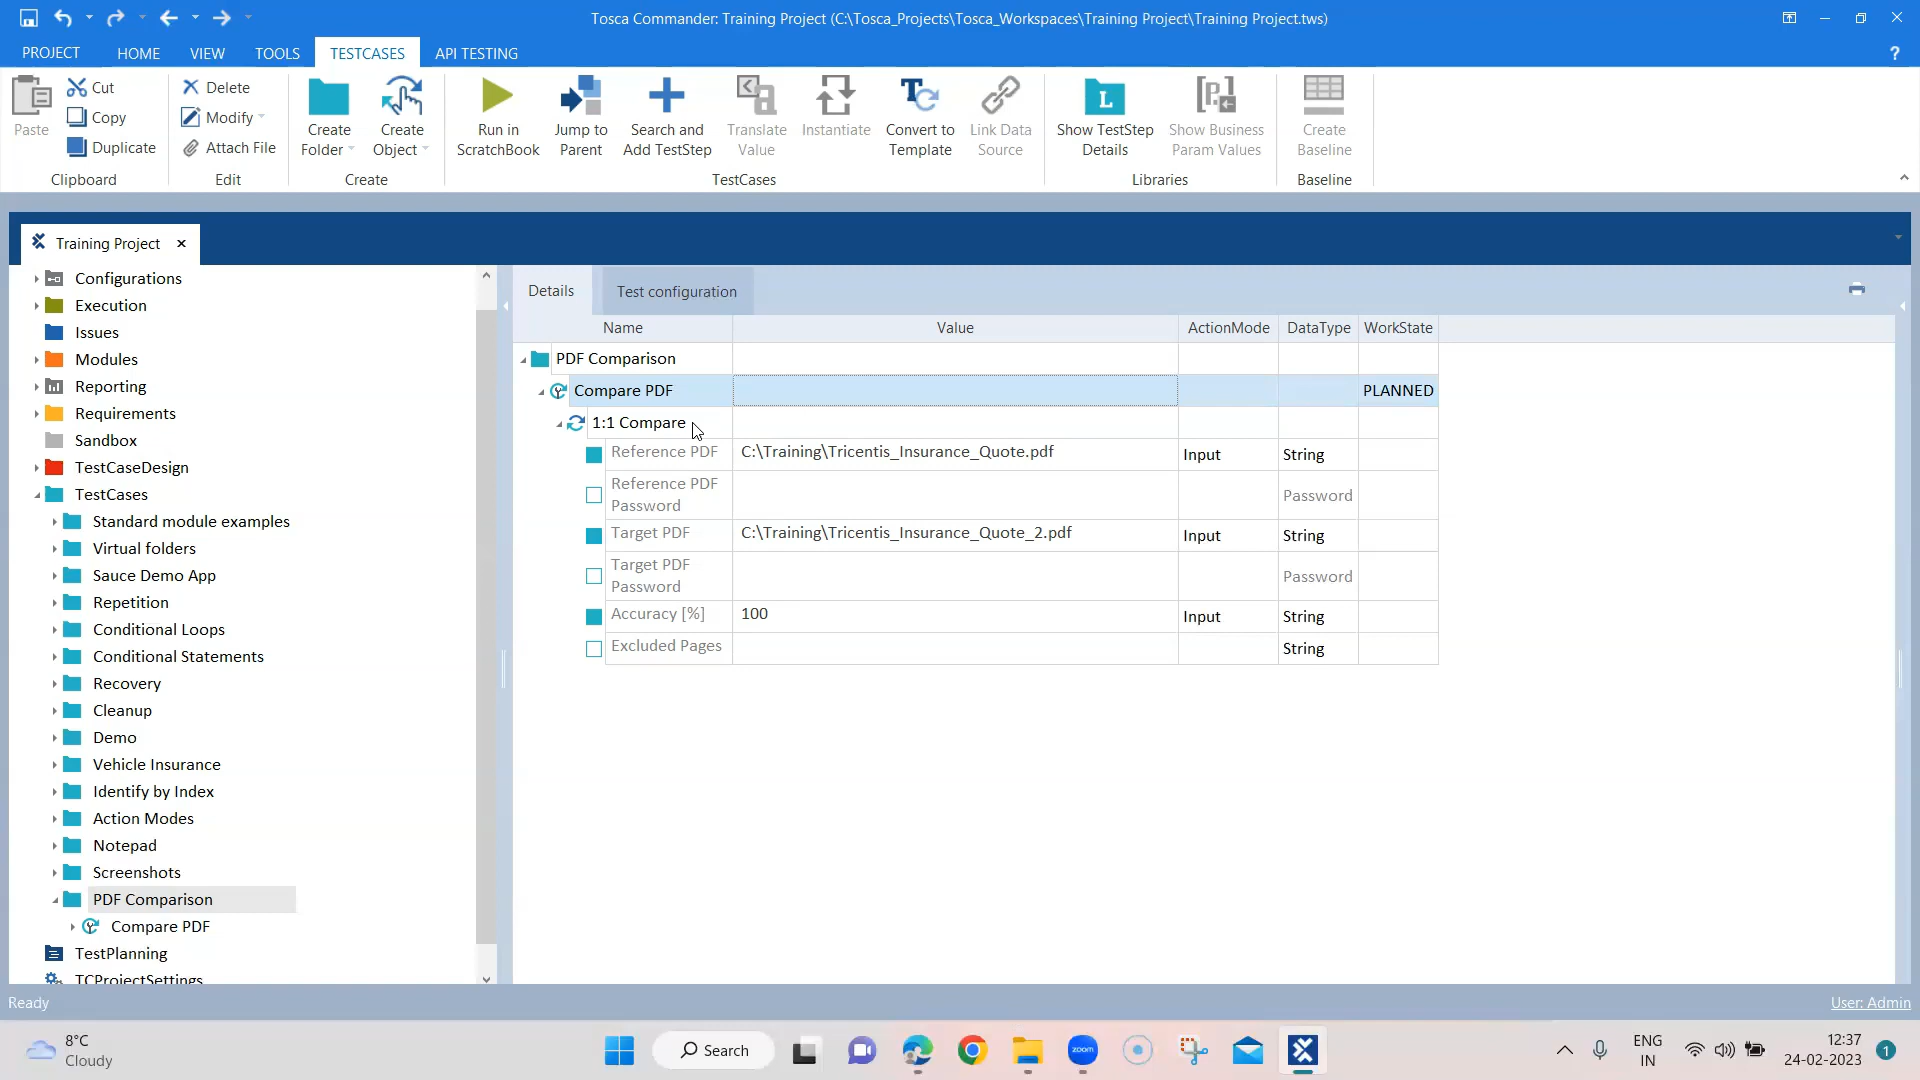 Tosca Commander: Training Project (C:\Tosca_Projects\Tosca_Workspaces\Training Project\Training Project.tws)
PROJECT HOME VIEW TOOLS TESTCASES API TESTING ?
Paste
Cut
Copy
Duplicate
Clipboard
Delete
Modify
Attach File
Edit
Create
Folder
Create
Object
Create
Run in
ScratchBook
Jump to
Parent
Search and
Add TestStep
Translate
Value
Instantiate
Convert to
Template
Link Data
Source
TestCases
Show TestStep
Details
Show Business
Param Values
Libraries
Create
Baseline
Baseline
Training Project
Configurations
Execution
Issues
Modules
Reporting
Requirements
Sandbox
TestCaseDesign
TestCases
Standard module examples
Virtual folders
Sauce Demo App
Repetition
Conditional Loops
Conditional Statements
Recovery
Cleanup
Demo
Vehicle Insurance
Identify by Index
Action Modes
Notepad
Screenshots
PDF Comparison
Compare PDF
TestPlanning
TCProjectSettings
Details Test configuration
Name Value ActionMode DataType WorkState
PDF Comparison
Compare PDF PLANNED
1:1 Compare
Reference PDF C:\Training\Tricentis_Insurance_Quote.pdf Input String
Reference PDF
Password Password
Target PDF C:\Training\Tricentis_Insurance_Quote_2.pdf Input String
Target PDF
Password Password
Accuracy [%] 100 Input String
Excluded Pages String
Ready User: Admin
8°C
Cloudy
Search
zoom
ENG
IN
12:37
24-02-2023
1